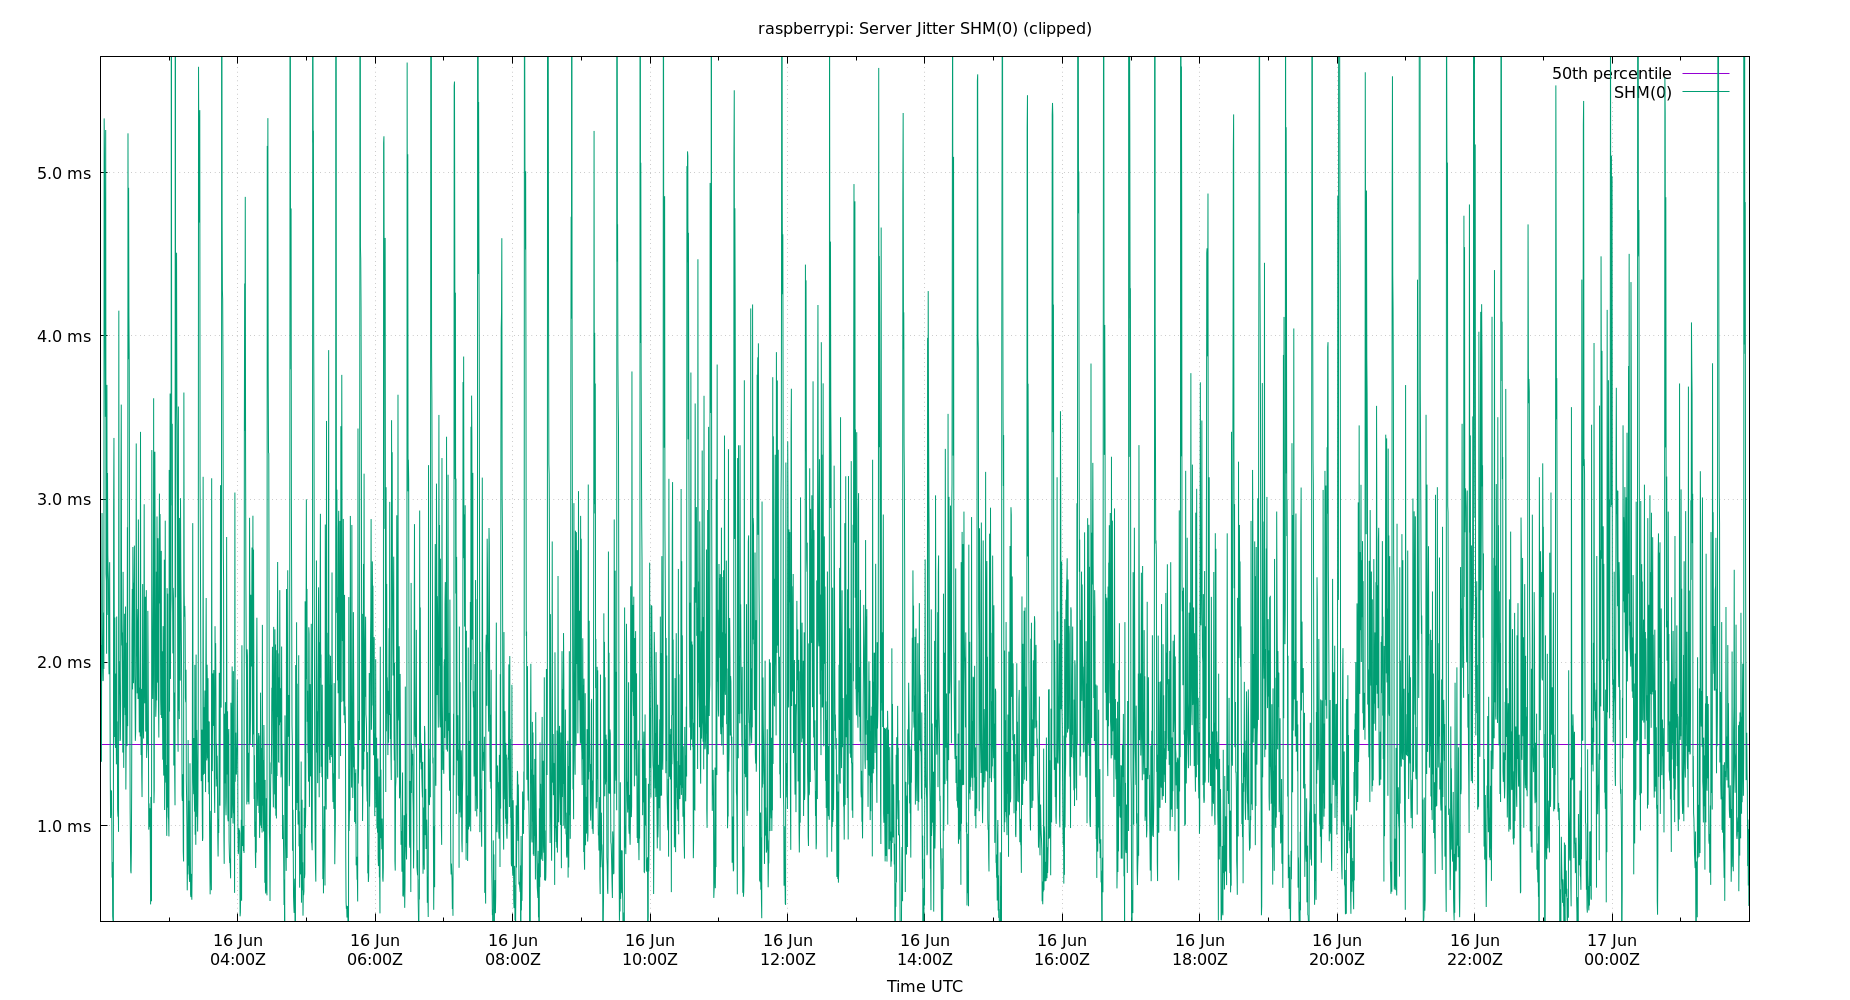 raspberrypi: Server Jitter SHM(0) (clipped)
50th percentile
SHM(0)
5.0 ms
4.0 ms
3.0 ms
2.0 ms
1.0 ms
16 Jun 16 Jun 16 Jun 16 Jun 16 Jun 16 Jun 16 Jun 16 Jun 16 Jun 16 Jun 17 Jun
04:00Z 06:00Z 08:00Z 10:00Z 12:00Z 14:00Z 16:00Z 18:00Z 20:00Z 22:00Z 00:00Z
Time UTC